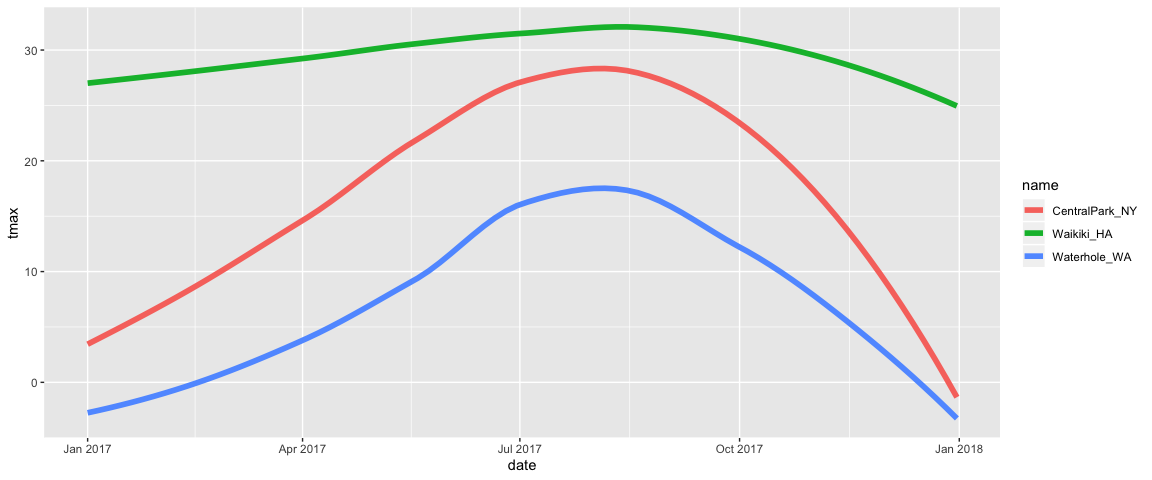 tmax
30
20
10
0
Jan 2017 Apr 2017 Jul 2017 Oct 2017 Jan 2018
date
name
CentralPark_NY
Waikiki_HA
Waterhole_WA